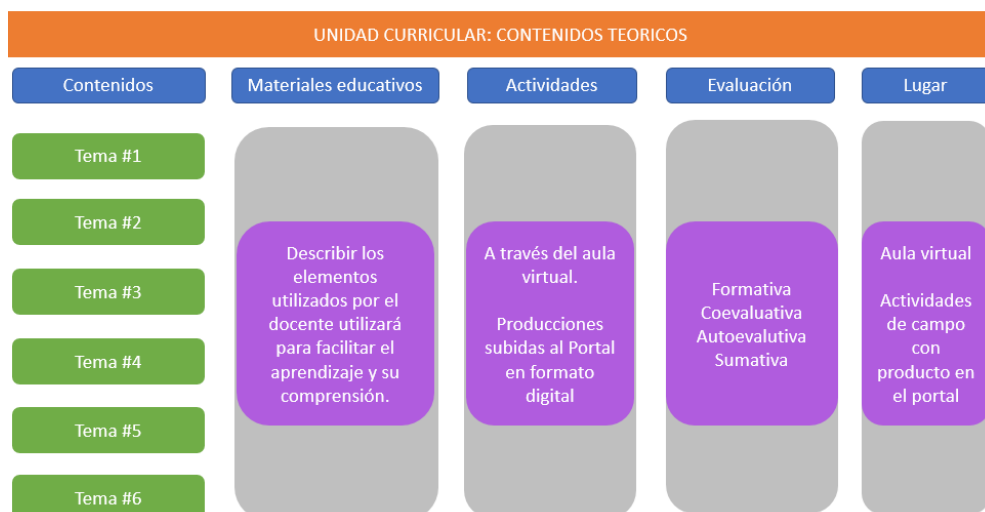 UNIDAD CURRICULAR: CONTENIDOS TEORICOS
Contenidos
Materiales educativos
Actividades
Evaluación
Lugar
Tema #1
Tema #2
Tema #3
Tema #4
Tema #5
Tema #6
Describir los
elementos
utilizados por el
docente utilizará
para facilitar el
aprendizaje y su
comprensión.
A través del aula
virtual.
Producciones
subidas al Portal
en formato
digital
Formativa
Coevaluativa
Autoevalutiva
Sumativa
Aula virtual
Actividades
de campo
con
producto en
el portal